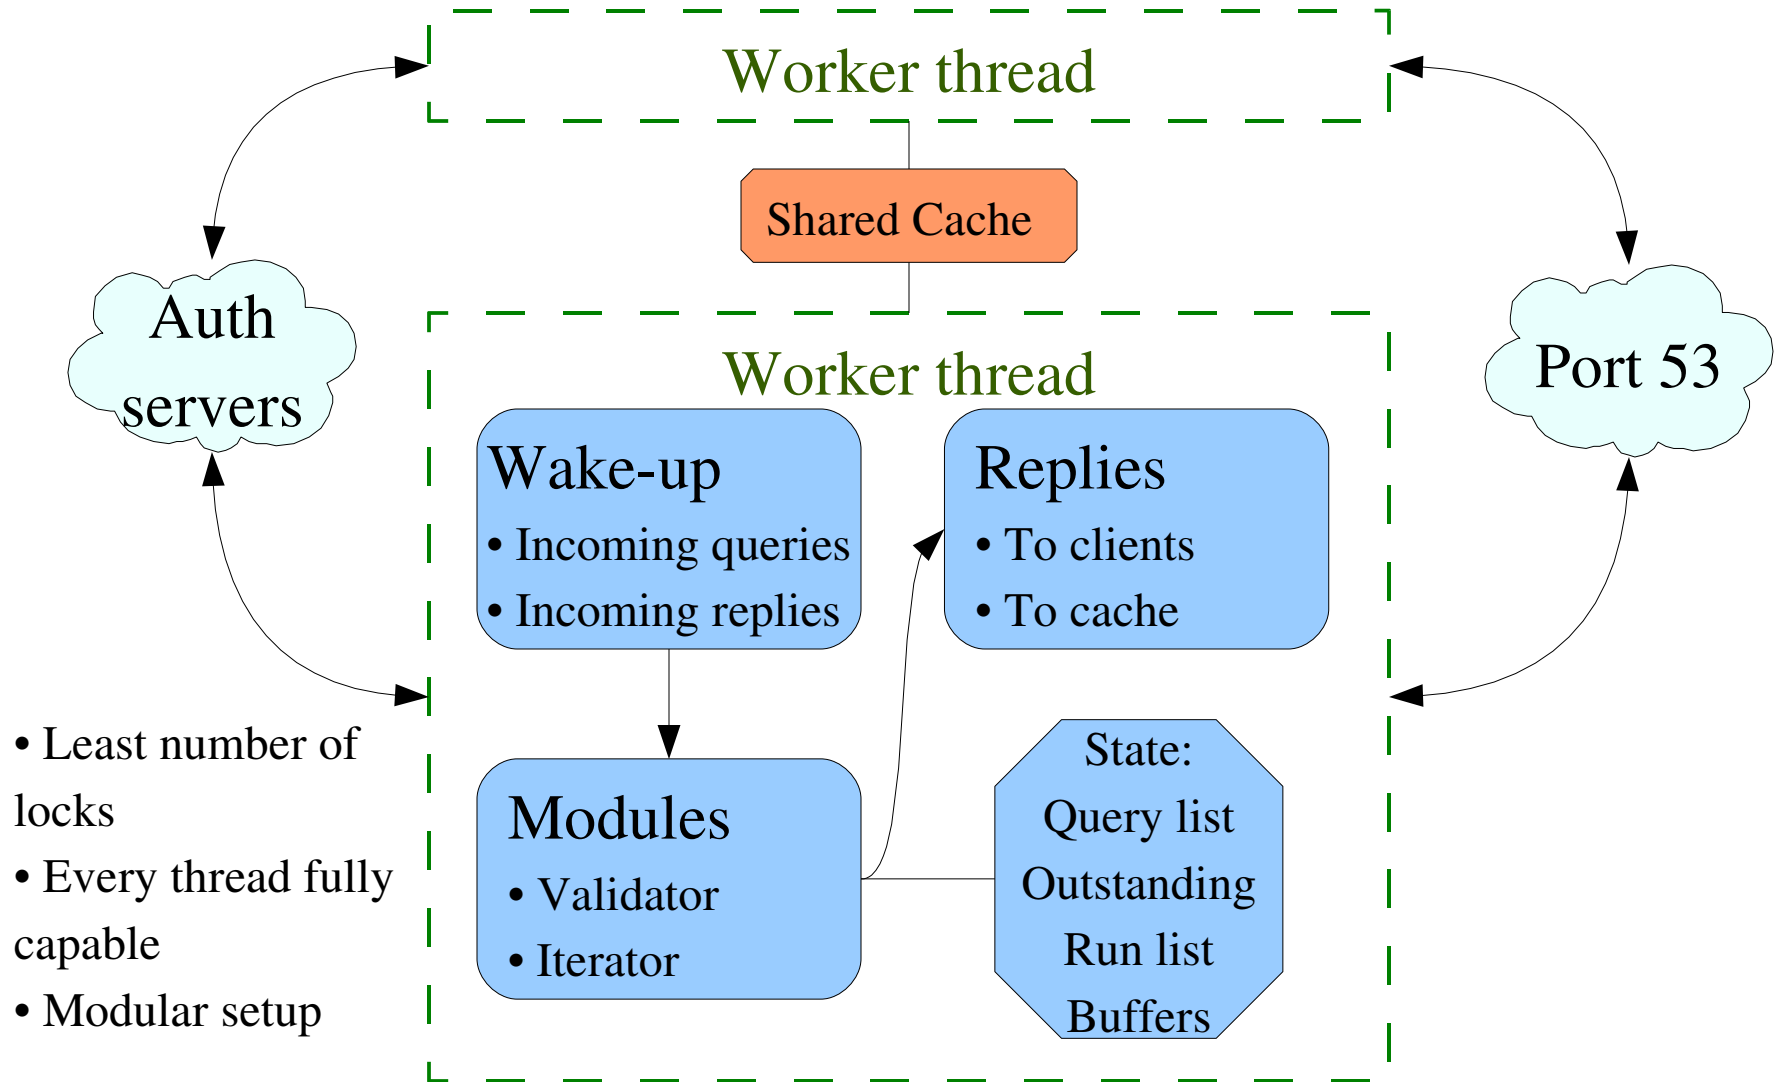 Worker thread
Shared Cache
Auth
servers
Port 53
Worker thread
Wake-up
• Incoming queries
• Incoming replies
Replies
• To clients
• To cache
Modules
• Validator
• Iterator
State:
Query list
Outstanding
Run list
Buffers
• Least number of
locks
• Every thread fully
capable
• Modular setup